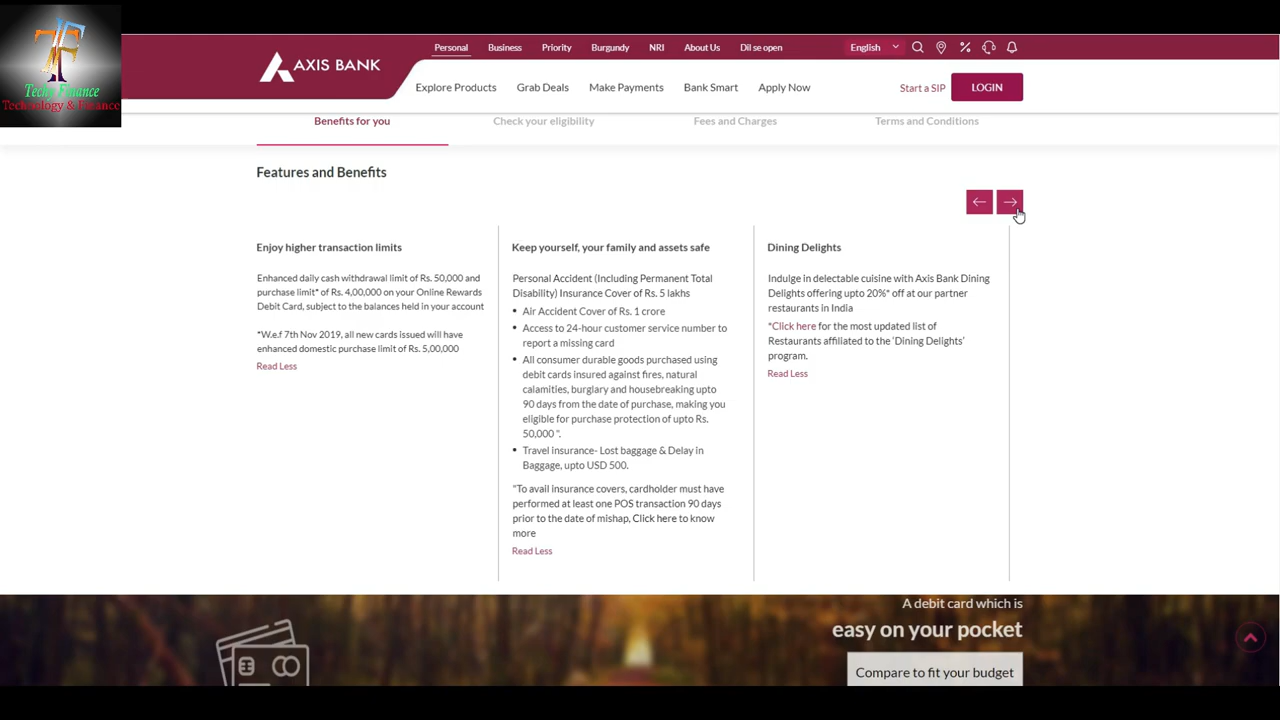 TF
Techy Finance
Technology & Finance
Personal Business Priority Burgundy NRI About Us Dil se open English
AXIS BANK
Explore Products Grab Deals Make Payments Bank Smart Apply Now Start a SIP LOGIN
Benefits for you Check your eligibility Fees and Charges Terms and Conditions
Features and Benefits
Enjoy higher transaction limits
Enhanced daily cash withdrawal limit of Rs. 50,000 and
purchase limit* of Rs. 4,00,000 on your Online Rewards
Debit Card, subject to the balances held in your account
*W.e.f 7th Nov 2019, all new cards issued will have
enhanced domestic purchase limit of Rs. 5,00,000
Read Less
Keep yourself, your family and assets safe
Personal Accident (Including Permanent Total
Disability) Insurance Cover of Rs. 5 lakhs
• Air Accident Cover of Rs. 1 crore
• Access to 24-hour customer service number to
report a missing card
• All consumer durable goods purchased using
debit cards insured against fires, natural
calamities, burglary and housebreaking upto
90 days from the date of purchase, making you
eligible for purchase protection of upto Rs.
50,000 ".
• Travel insurance- Lost baggage & Delay in
Baggage, upto USD 500.
"To avail insurance covers, cardholder must have
performed at least one POS transaction 90 days
prior to the date of mishap, Click here to know
more
Read Less
Dining Delights
Indulge in delectable cuisine with Axis Bank Dining
Delights offering upto 20%* off at our partner
restaurants in India
*Click here for the most updated list of
Restaurants affiliated to the ‘Dining Delights’
program.
Read Less
A debit card which is
easy on your pocket
Compare to fit your budget